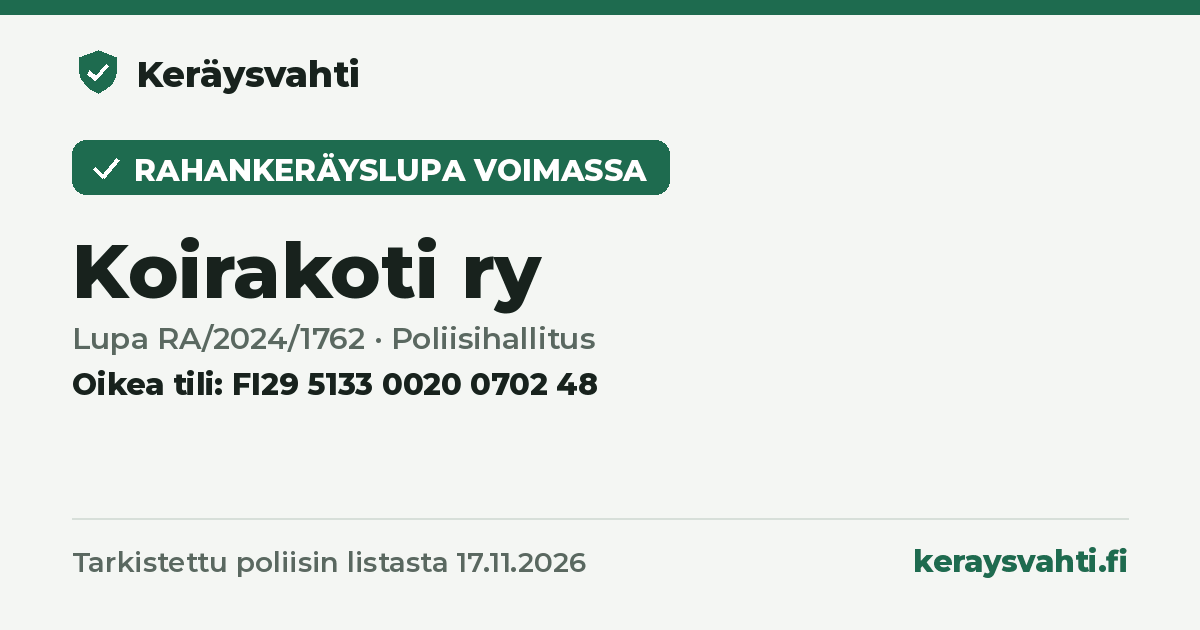 Keräysvahti
RAHANKERÄYSLUPA VOIMASSA
Koirakoti ry
Lupa RA/2024/1762 · Poliisihallitus
Oikea tili: FI29 5133 0020 0702 48
Tarkistettu poliisin listasta 17.11.2026
keraysvahti.fi